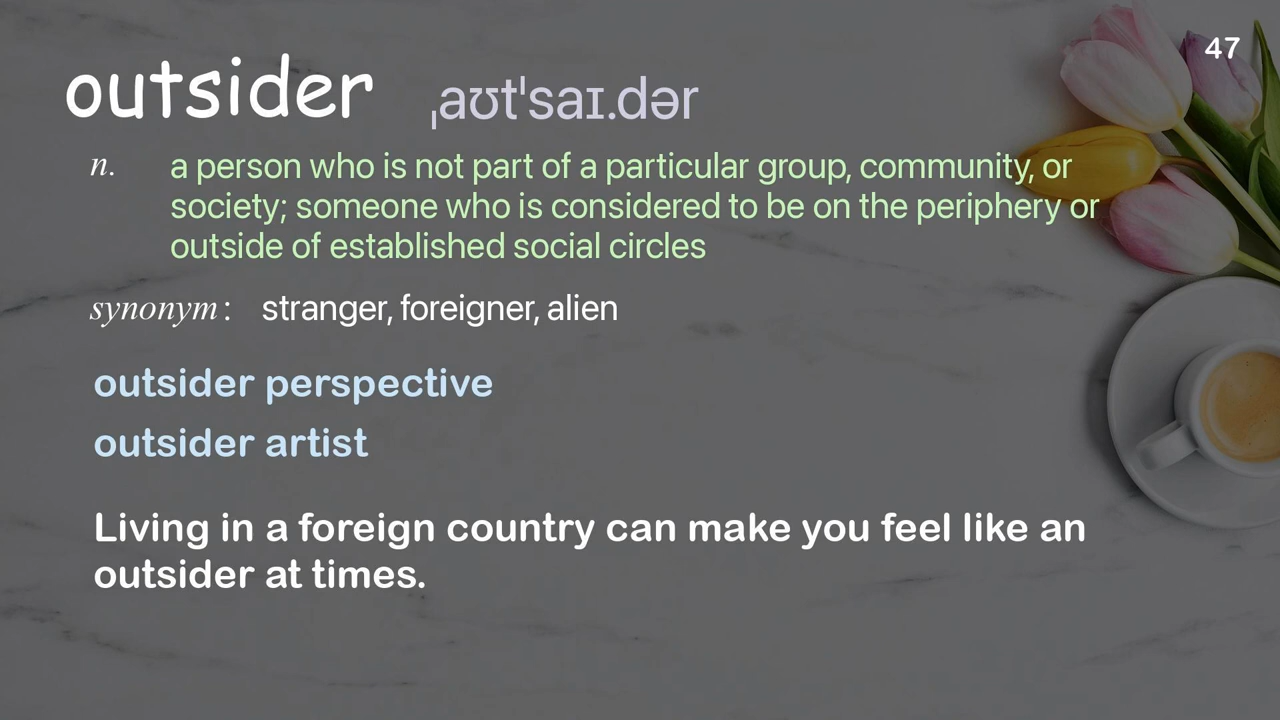 47
outsider ˌaʊtˈsaɪ.dər
n. a person who is not part of a particular group, community, or
society; someone who is considered to be on the periphery or
outside of established social circles
synonym: stranger, foreigner, alien
outsider perspective
outsider artist
Living in a foreign country can make you feel like an
outsider at times.